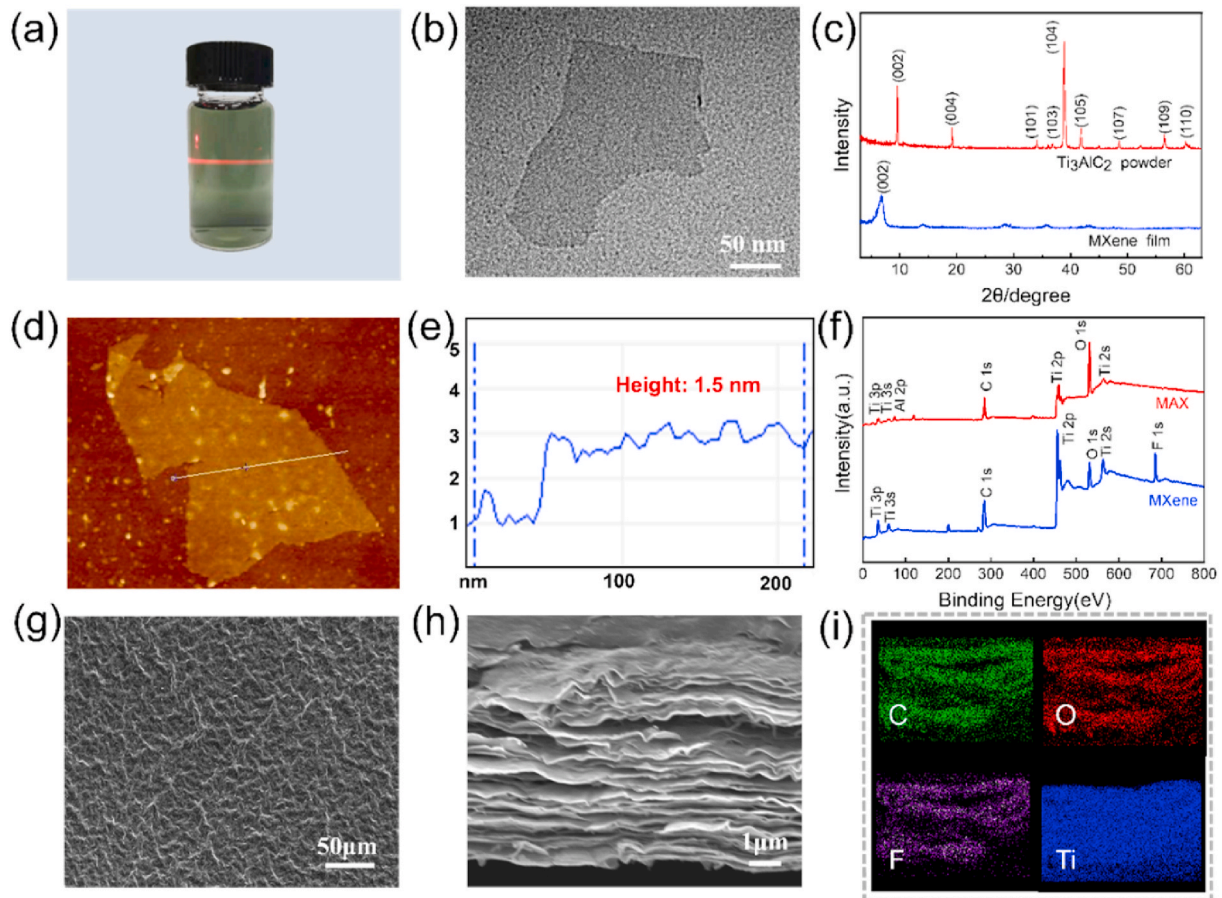 (a)
(b)
50 nm
(c)
Intensity
(002)
(004)
(101)
(103)
(104)
(105)
(107)
(109)
(110)
Ti₃AlC₂ powder
(002)
MXene film
10 20 30 40 50 60
2θ/degree
(d)
(e)
5
4
3
2
1
Height: 1.5 nm
nm 100 200
(f)
Intensity(a.u.)
Ti 3p
Ti 3s
Al 2p
C 1s
Ti 2p
O 1s
Ti 2s
MAX
Ti 3p
Ti 3s
C 1s
Ti 2p
O 1s
Ti 2s
F 1s
MXene
0 100 200 300 400 500 600 700 800
Binding Energy(eV)
(g)
50μm
(h)
1μm
(i)
C
O
F
Ti